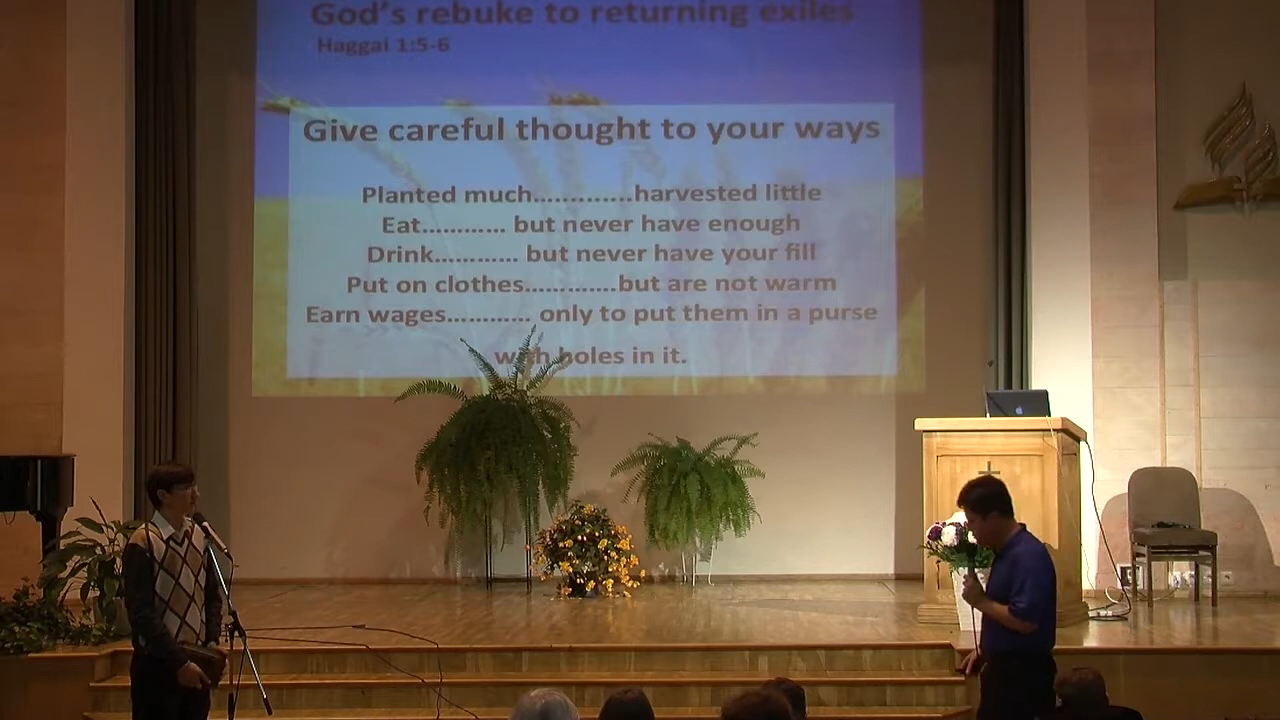 God's rebuke to returning exiles
Haggai 1:5-6
Give careful thought to your ways
Planted much.............harvested little
Eat............ but never have enough
Drink............ but never have your fill
Put on clothes.............but are not warm
Earn wages............ only to put them in a purse
with holes in it.